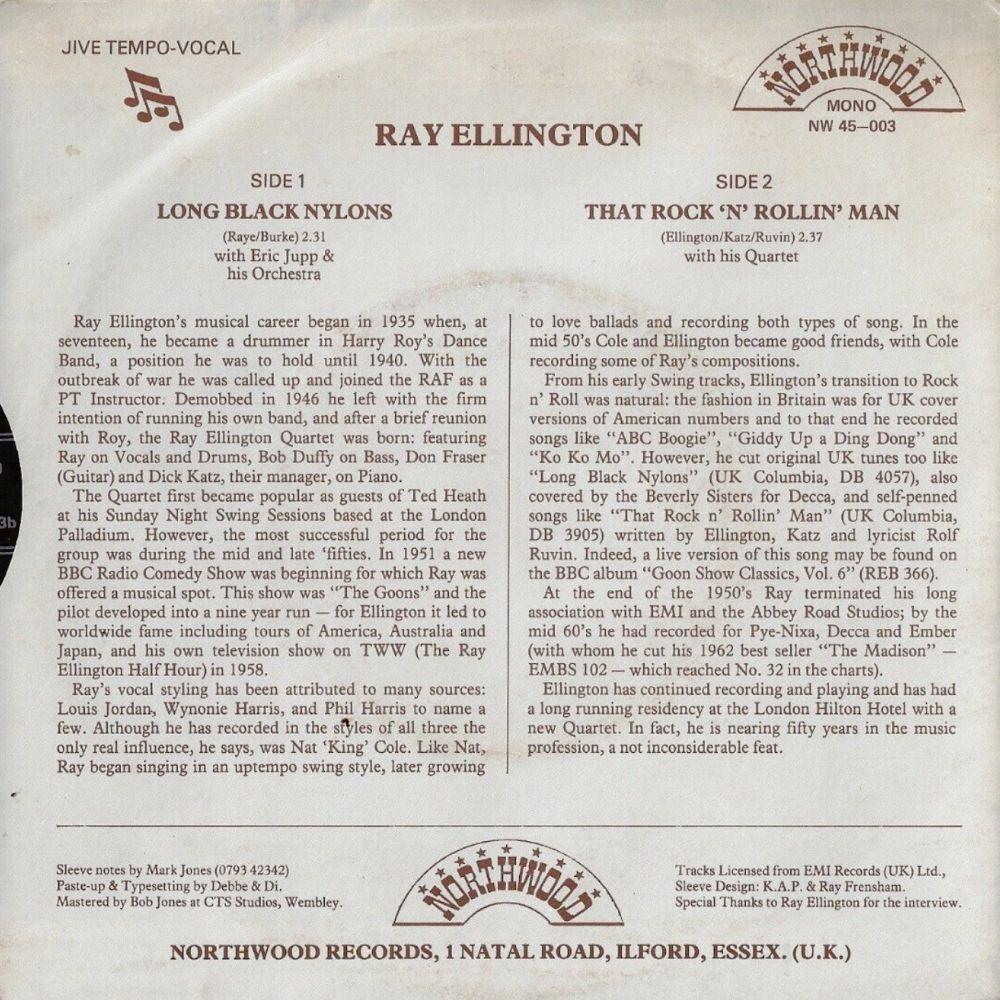 JIVE TEMPO-VOCAL
NORTHWOOD
MONO
NW 45—003
RAY ELLINGTON
SIDE 1
LONG BLACK NYLONS
(Raye/Burke) 2.31
with Eric Jupp &
his Orchestra
SIDE 2
THAT ROCK ‘N’ ROLLIN’ MAN
(Ellington/Katz/Ruvin) 2.37
with his Quartet
Ray Ellington’s musical career began in 1935 when, at
seventeen, he became a drummer in Harry Roy’s Dance
Band, a position he was to hold until 1940. With the
outbreak of war he was called up and joined the RAF as a
PT Instructor. Demobbed in 1946 he left with the firm
intention of running his own band, and after a brief reunion
with Roy, the Ray Ellington Quartet was born: featuring
Ray on Vocals and Drums, Bob Duffy on Bass, Don Fraser
(Guitar) and Dick Katz, their manager, on Piano.
The Quartet first became popular as guests of Ted Heath
at his Sunday Night Swing Sessions based at the London
Palladium. However, the most successful period for the
group was during the mid and late ‘fifties. In 1951 a new
BBC Radio Comedy Show was beginning for which Ray was
offered a musical spot. This show was “The Goons” and the
pilot developed into a nine year run — for Ellington it led to
worldwide fame including tours of America, Australia and
Japan, and his own television show on TWW (The Ray
Ellington Half Hour) in 1958.
Ray’s vocal styling has been attributed to many sources:
Louis Jordan, Wynonie Harris, and Phil Harris to name a
few. Although he has recorded in the styles of all three the
only real influence, he says, was Nat ‘King’ Cole. Like Nat,
Ray began singing in an uptempo swing style, later growing
to love ballads and recording both types of song. In the
mid 50’s Cole and Ellington became good friends, with Cole
recording some of Ray’s compositions.
From his early Swing tracks, Ellington’s transition to Rock
n’ Roll was natural: the fashion in Britain was for UK cover
versions of American numbers and to that end he recorded
songs like “ABC Boogie”, “Giddy Up a Ding Dong” and
“Ko Ko Mo”. However, he cut original UK tunes too like
“Long Black Nylons” (UK Columbia, DB 4057), also
covered by the Beverly Sisters for Decca, and self-penned
songs like “That Rock n’ Rollin’ Man” (UK Columbia,
DB 3905) written by Ellington, Katz and lyricist Rolf
Ruvin. Indeed, a live version of this song may be found on
the BBC album “Goon Show Classics, Vol. 6” (REB 366).
At the end of the 1950’s Ray terminated his long
association with EMI and the Abbey Road Studios; by the
mid 60’s he had recorded for Pye-Nixa, Decca and Ember
(with whom he cut his 1962 best seller “The Madison” —
EMBS 102 — which reached No. 32 in the charts).
Ellington has continued recording and playing and has had
a long running residency at the London Hilton Hotel with a
new Quartet. In fact, he is nearing fifty years in the music
profession, a not inconsiderable feat.
3b
Sleeve notes by Mark Jones (0793 42342)
Paste-up & Typesetting by Debbe & Di.
Mastered by Bob Jones at CTS Studios, Wembley.
NORTHWOOD
Tracks Licensed from EMI Records (UK) Ltd.,
Sleeve Design: K.A.P. & Ray Frensham.
Special Thanks to Ray Ellington for the interview.
NORTHWOOD RECORDS, 1 NATAL ROAD, ILFORD, ESSEX. (U.K.)